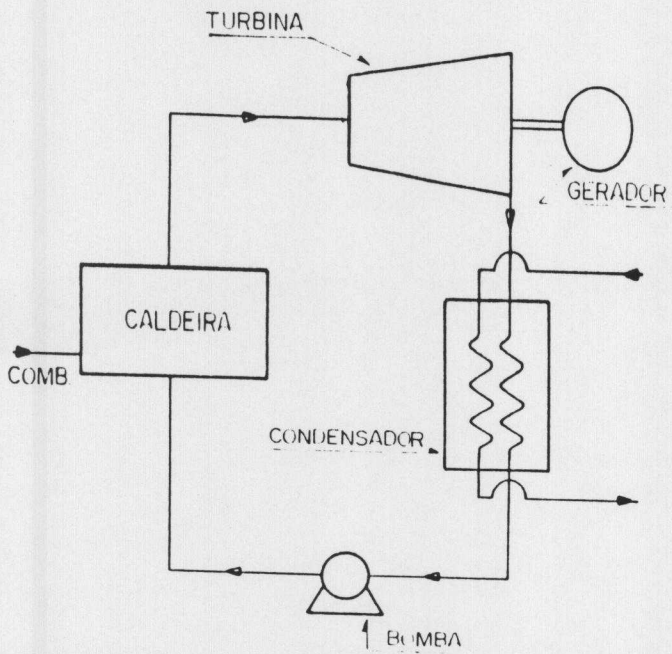 TURBINA
GERADOR
CALDEIRA
COMB.
CONDENSADOR
BOMBA